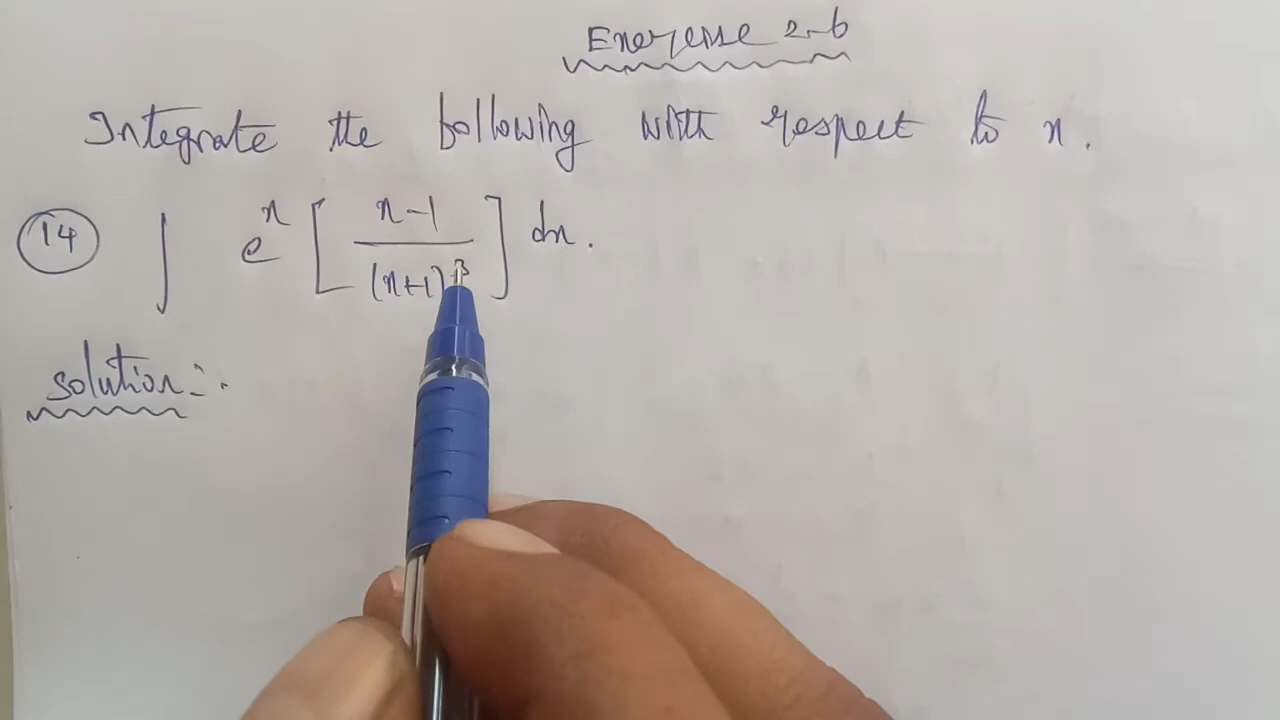 Exercise 2.6
Integrate the following with respect to x.
14 ∫ e^x [ x-1 / (x+1)^3 ] dx.
Solution:-